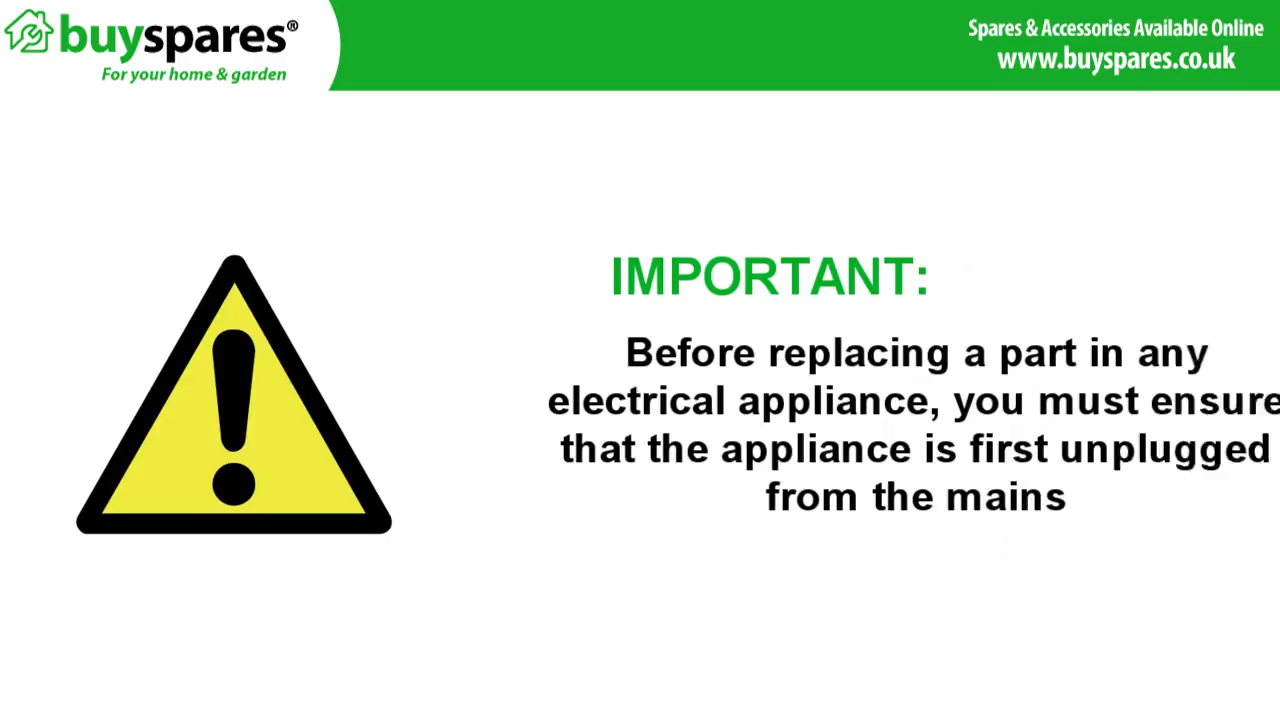 buyspares®
For your home & garden
Spares & Accessories Available Online
www.buyspares.co.uk
IMPORTANT:
Before replacing a part in any
electrical appliance, you must ensure
that the appliance is first unplugged
from the mains